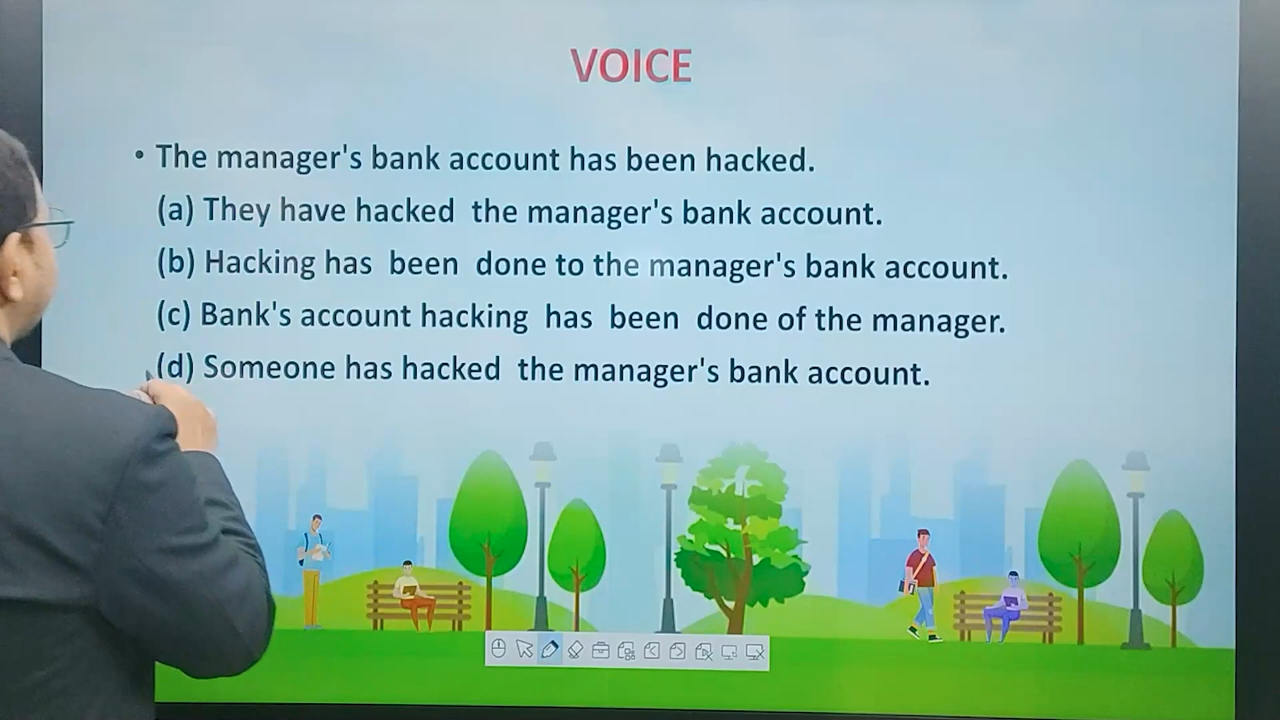 VOICE
• The manager's bank account has been hacked.
(a) They have hacked the manager's bank account.
(b) Hacking has been done to the manager's bank account.
(c) Bank's account hacking has been done of the manager.
(d) Someone has hacked the manager's bank account.